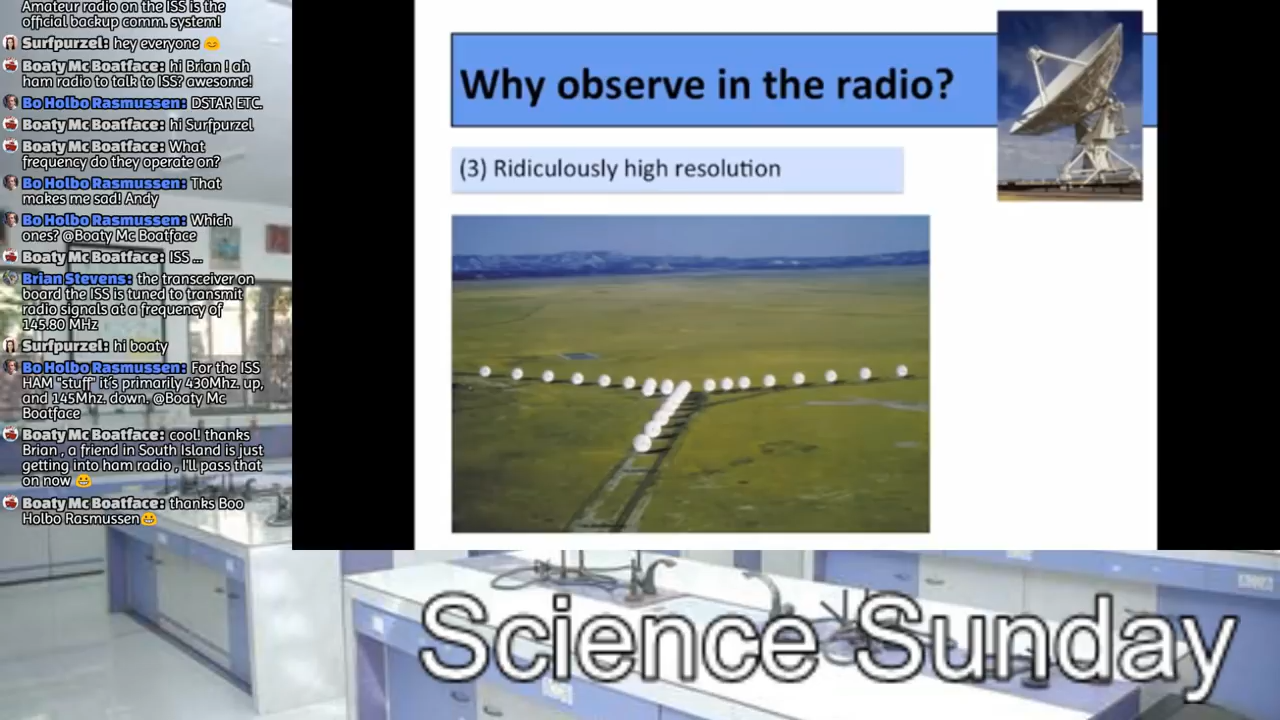 Amateur radio on the ISS is the
official backup comm. system!
Surfpurzel: hey everyone 😊
Boaty Mc Boatface: hi Brian ! ah
ham radio to talk to ISS? awesome!
Bo Holbo Rasmussen: DSTAR ETC.
Boaty Mc Boatface: hi Surfpurzel
Boaty Mc Boatface: What
frequency do they operate on?
Bo Holbo Rasmussen: That
makes me sad! Andy
Bo Holbo Rasmussen: Which
ones? @Boaty Mc Boatface
Boaty Mc Boatface: ISS ...
Brian Stevens: the transceiver on
board the ISS is tuned to transmit
radio signals at a frequency of
145.80 MHz
Surfpurzel: hi boaty
Bo Holbo Rasmussen: For the ISS
HAM "stuff" it's primarily 430Mhz. up,
and 145Mhz. down. @Boaty Mc
Boatface
Boaty Mc Boatface: cool! thanks
Brian , a friend in South Island is just
getting into ham radio , I'll pass that
on now 😁
Boaty Mc Boatface: thanks Boo
Holbo Rasmussen😁
Why observe in the radio?
(3) Ridiculously high resolution
Science Sunday